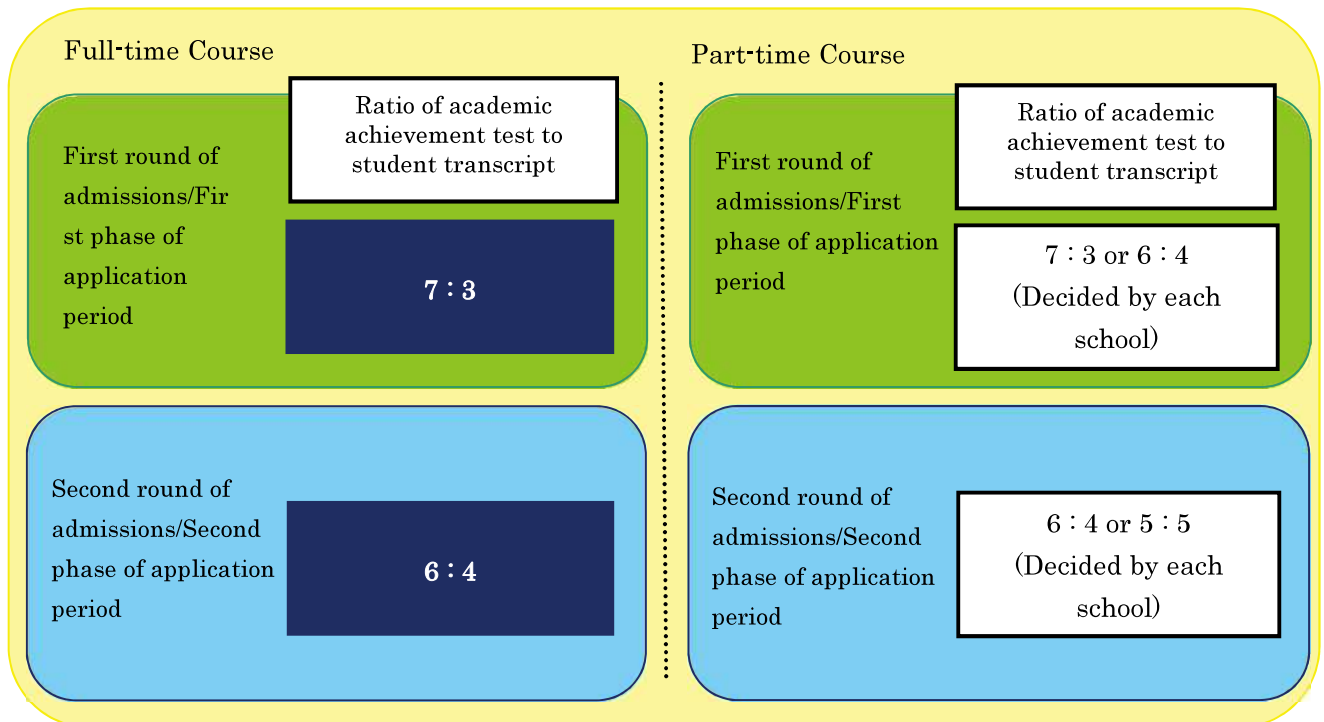 Full-time Course
Ratio of academic
achievement test to
student transcript
First round of
admissions/Fir
st phase of
application
period
7 : 3
Second round of
admissions/Second
phase of application
period
6 : 4
Part-time Course
Ratio of academic
achievement test to
student transcript
First round of
admissions/First
phase of application
period
7 : 3 or 6 : 4
(Decided by each
school)
Second round of
admissions/Second
phase of application
period
6 : 4 or 5 : 5
(Decided by each
school)